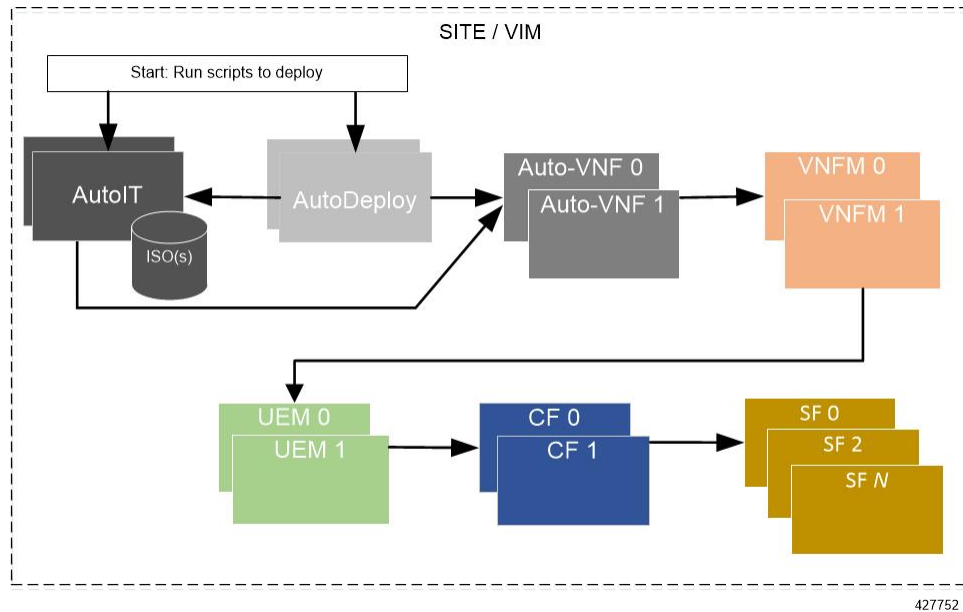 SITE / VIM
Start: Run scripts to deploy
AutoIT
ISO(s)
AutoDeploy
Auto-VNF 0
Auto-VNF 1
VNFM 0
VNFM 1
UEM 0
UEM 1
CF 0
CF 1
SF 0
SF 2
SF N
427752